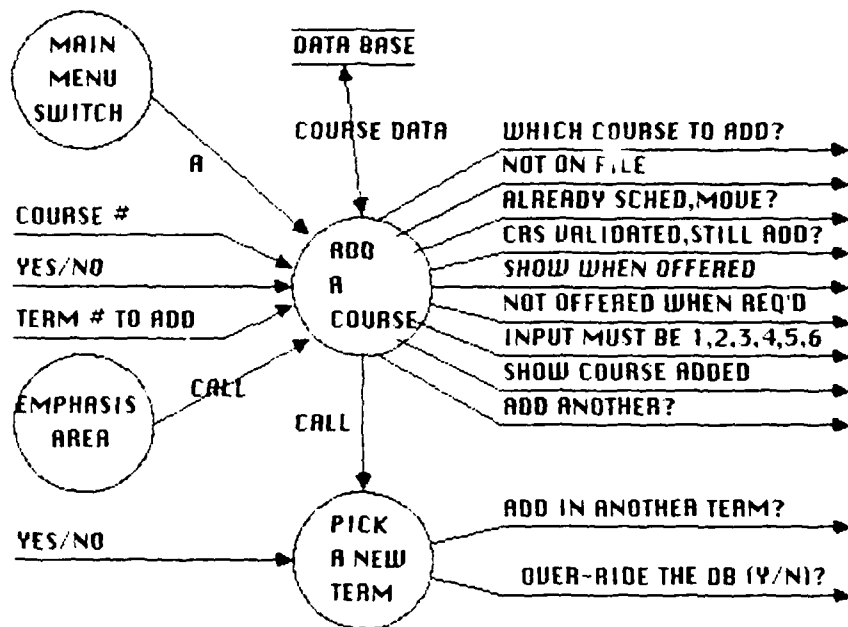 MAIN
MENU
SWITCH
DATA BASE
COURSE DATA
A
WHICH COURSE TO ADD?
NOT ON FILE
ALREADY SCHED,MOVE?
CRS VALIDATED,STILL ADD?
SHOW WHEN OFFERED
NOT OFFERED WHEN REQ'D
INPUT MUST BE 1,2,3,4,5,6
SHOW COURSE ADDED
ADD ANOTHER?
COURSE #
YES/NO
TERM # TO ADD
ADD
A
COURSE
EMPHASIS
AREA
CALL
CALL
YES/NO
PICK
A NEW
TERM
ADD IN ANOTHER TERM?
OVER-RIDE THE DB (Y/N)?